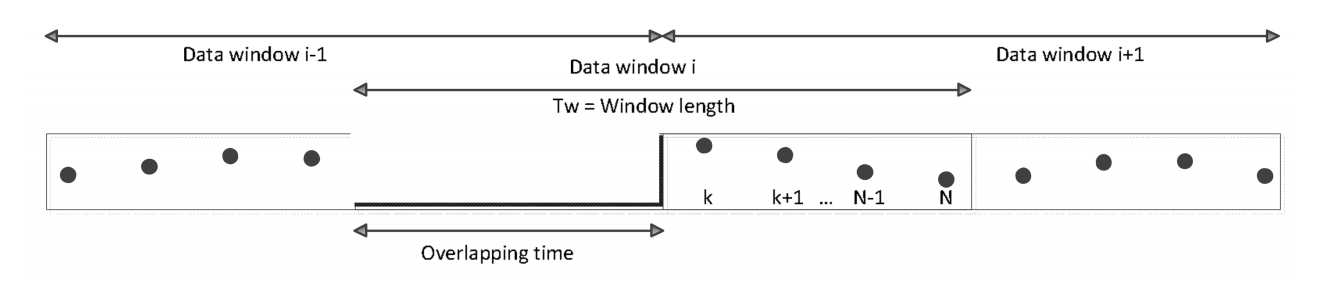 Data window i-1
Data window i
Data window i+1
Tw = Window length
k k+1 ... N-1 N
Overlapping time